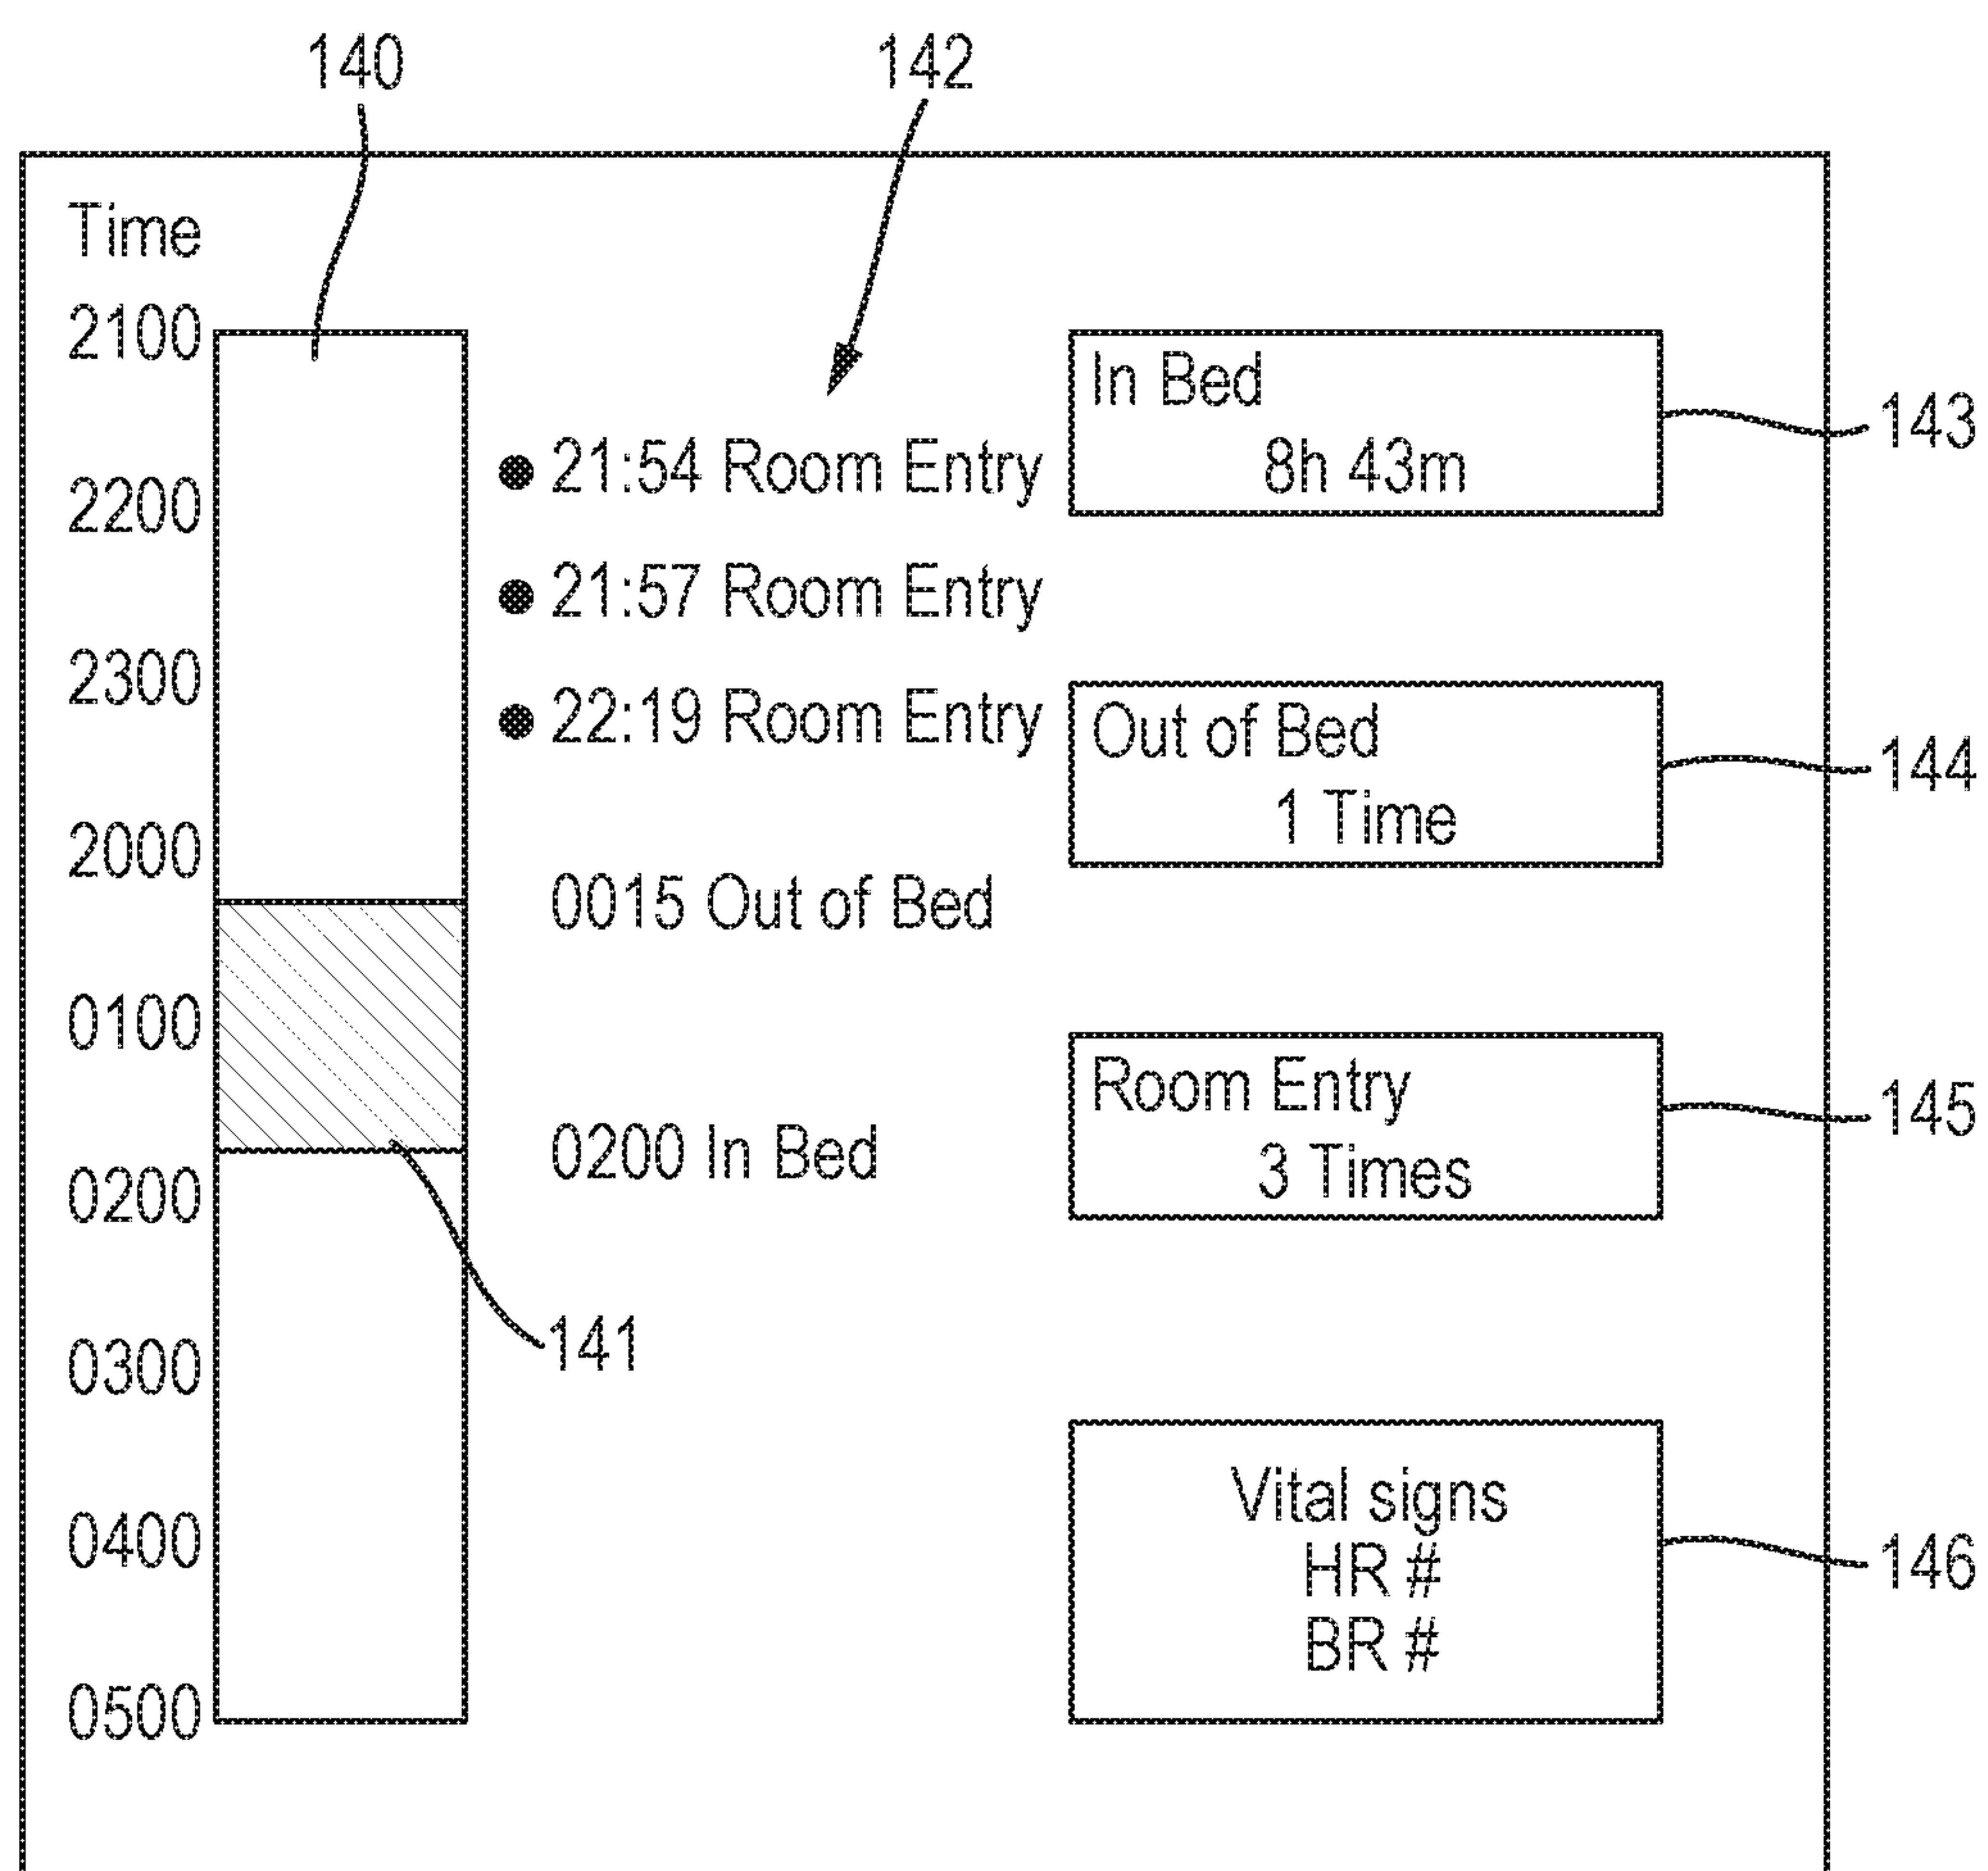 140
142
Time
2100
2200
2300
2000
0100
0200
0300
0400
0500
● 21:54 Room Entry
● 21:57 Room Entry
● 22:19 Room Entry
0015 Out of Bed
0200 In Bed
141
In Bed
8h 43m
143
Out of Bed
1 Time
144
Room Entry
3 Times
145
Vital signs
HR #
BR #
146